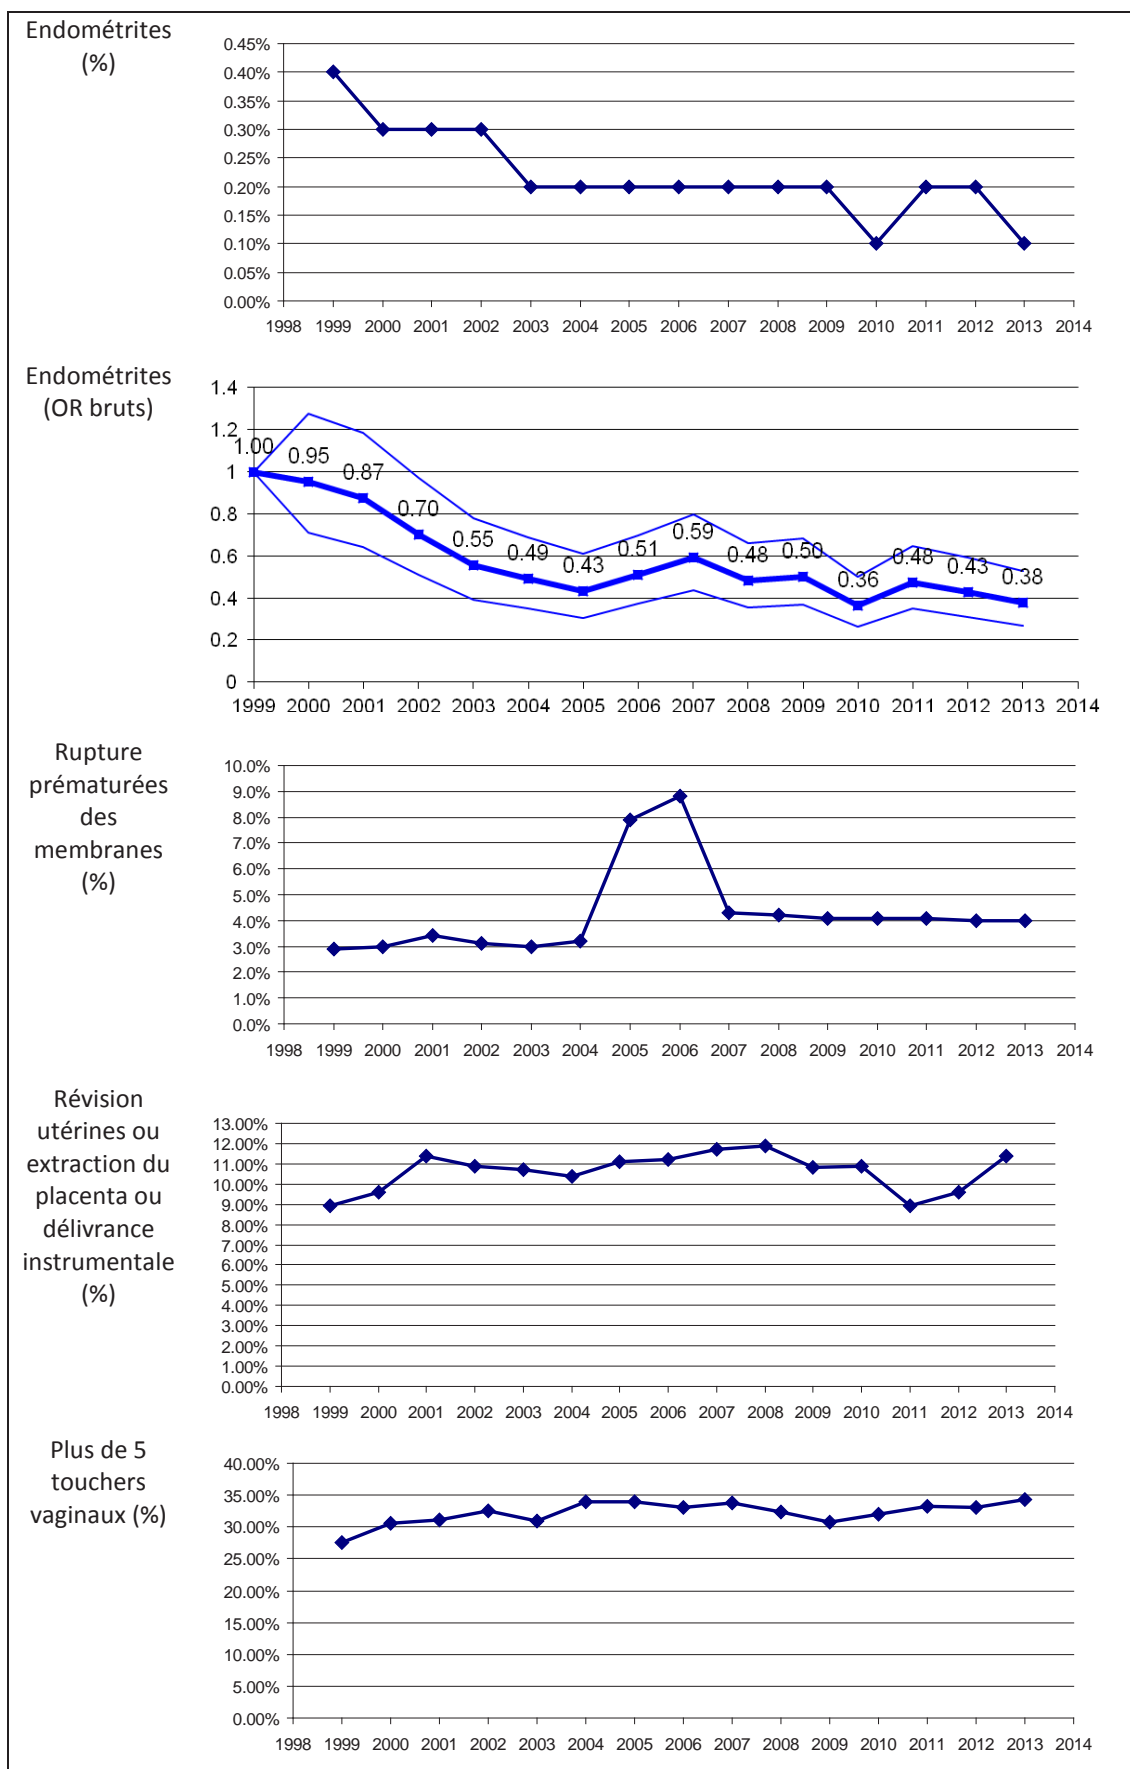 Endométrites
(%)
0.45%
0.40%
0.35%
0.30%
0.25%
0.20%
0.15%
0.10%
0.05%
0.00%
1998 1999 2000 2001 2002 2003 2004 2005 2006 2007 2008 2009 2010 2011 2012 2013 2014
Endométrites
(OR bruts)
1.4
1.2
1
0.8
0.6
0.4
0.2
0
1.00 0.95 0.87 0.70 0.55 0.49 0.43 0.51 0.59 0.48 0.50 0.36 0.48 0.43 0.38
1999 2000 2001 2002 2003 2004 2005 2006 2007 2008 2009 2010 2011 2012 2013 2014
Rupture
prématurées
des
membranes
(%)
10.0%
9.0%
8.0%
7.0%
6.0%
5.0%
4.0%
3.0%
2.0%
1.0%
0.0%
1998 1999 2000 2001 2002 2003 2004 2005 2006 2007 2008 2009 2010 2011 2012 2013 2014
Révision
utérines ou
extraction du
placenta ou
délivrance
instrumentale
(%)
13.00%
12.00%
11.00%
10.00%
9.00%
8.00%
7.00%
6.00%
5.00%
4.00%
3.00%
2.00%
1.00%
0.00%
1998 1999 2000 2001 2002 2003 2004 2005 2006 2007 2008 2009 2010 2011 2012 2013 2014
Plus de 5
touchers
vaginaux (%)
40.00%
35.00%
30.00%
25.00%
20.00%
15.00%
10.00%
5.00%
0.00%
1998 1999 2000 2001 2002 2003 2004 2005 2006 2007 2008 2009 2010 2011 2012 2013 2014